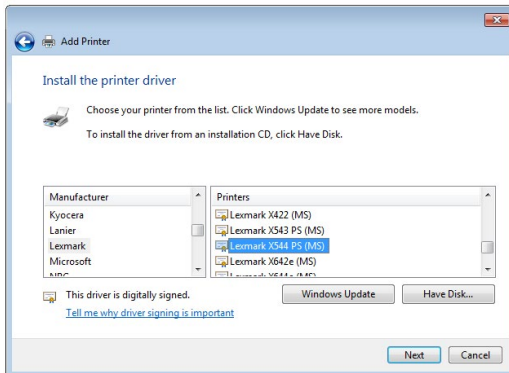 Add Printer
Install the printer driver
Choose your printer from the list. Click Windows Update to see more models.
To install the driver from an installation CD, click Have Disk.
Manufacturer
Kyocera
Lanier
Lexmark
Microsoft
Printers
Lexmark X422 (MS)
Lexmark X543 PS (MS)
Lexmark X544 PS (MS)
Lexmark X642e (MS)
This driver is digitally signed.
Tell me why driver signing is important
Windows Update
Have Disk...
Next
Cancel